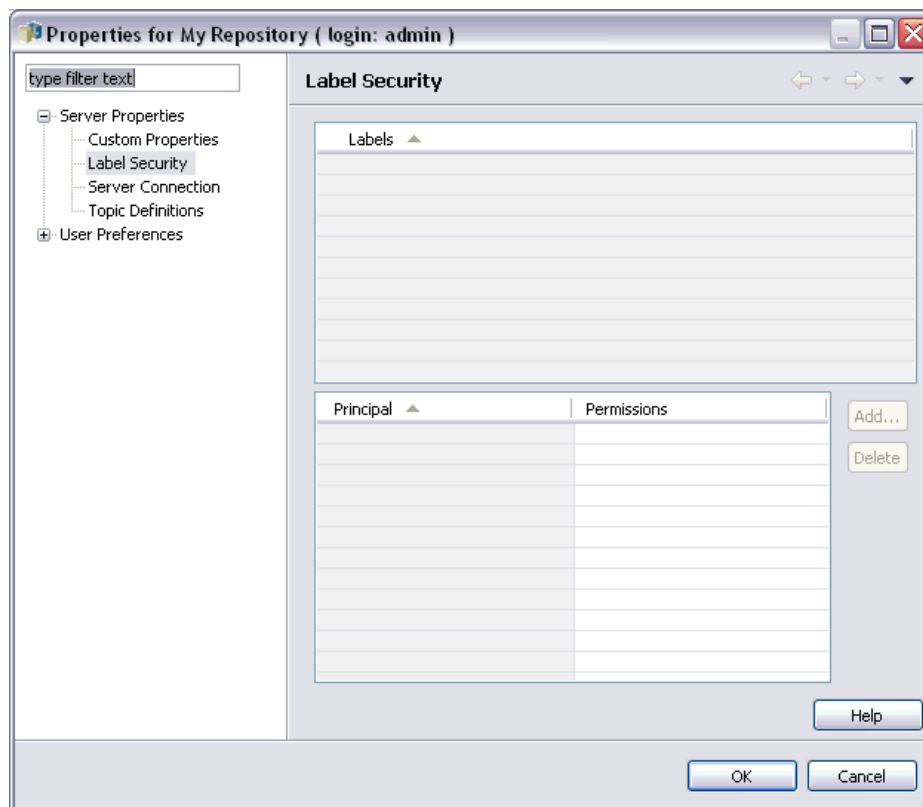 Properties for My Repository ( login: admin )
type filter text
Server Properties
Custom Properties
Label Security
Server Connection
Topic Definitions
User Preferences
Label Security
Labels
Principal
Permissions
Add...
Delete
Help
OK
Cancel